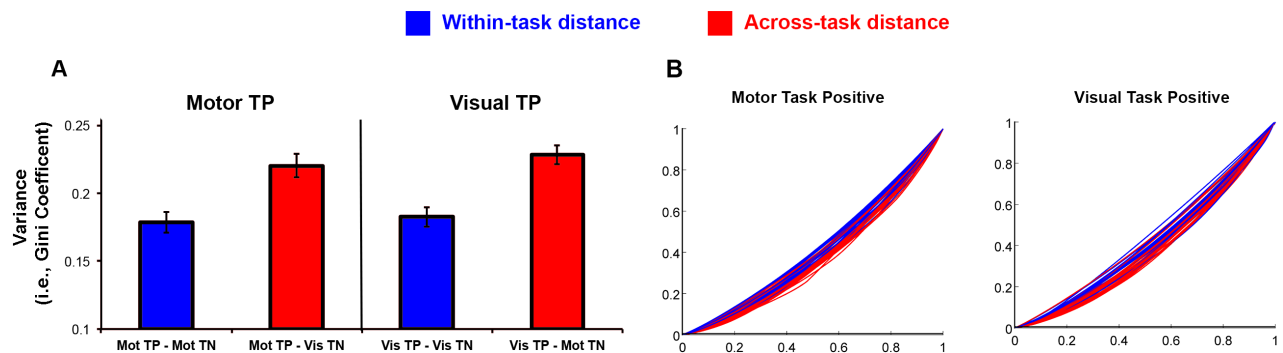 Within-task distance
Across-task distance
A
Motor TP
Visual TP
Variance
(i.e., Gini Coefficent)
0.25
0.2
0.15
0.1
Mot TP - Mot TN
Mot TP - Vis TN
Vis TP - Vis TN
Vis TP - Mot TN
B
Motor Task Positive
1
0.8
0.6
0.4
0.2
0
0 0.2 0.4 0.6 0.8 1
Visual Task Positive
1
0.8
0.6
0.4
0.2
0
0 0.2 0.4 0.6 0.8 1